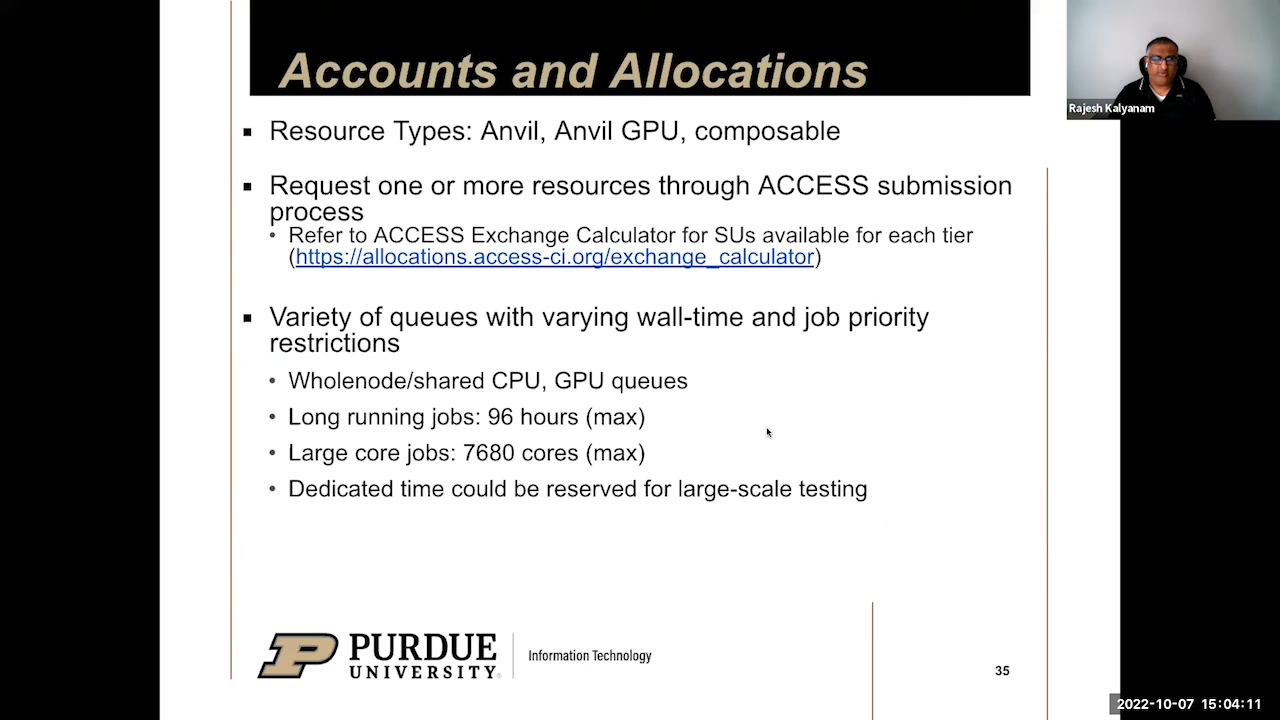 Accounts and Allocations
Rajesh Kalyanam
▪ Resource Types: Anvil, Anvil GPU, composable
▪ Request one or more resources through ACCESS submission
process
• Refer to ACCESS Exchange Calculator for SUs available for each tier
(https://allocations.access-ci.org/exchange_calculator)
▪ Variety of queues with varying wall-time and job priority
restrictions
• Wholenode/shared CPU, GPU queues
• Long running jobs: 96 hours (max)
• Large core jobs: 7680 cores (max)
• Dedicated time could be reserved for large-scale testing
PURDUE
UNIVERSITY®
Information Technology
35
2022-10-07 15:04:11